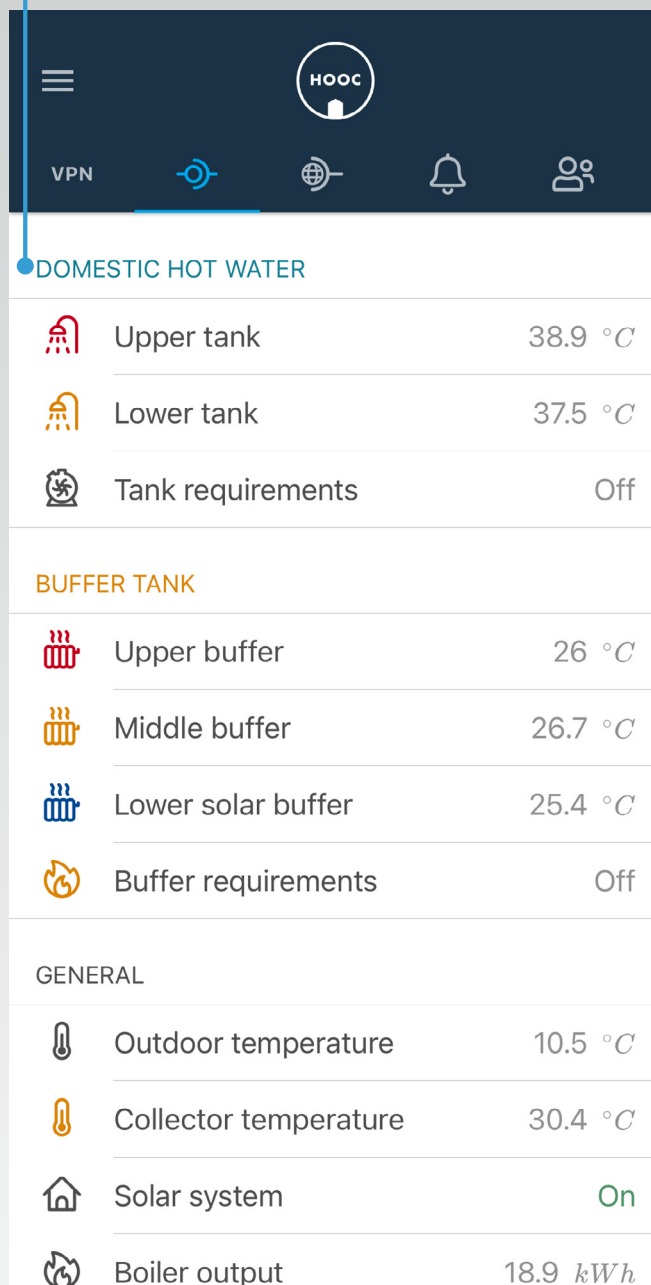 HOOC
VPN
DOMESTIC HOT WATER
Upper tank 38.9 °C
Lower tank 37.5 °C
Tank requirements Off
BUFFER TANK
Upper buffer 26 °C
Middle buffer 26.7 °C
Lower solar buffer 25.4 °C
Buffer requirements Off
GENERAL
Outdoor temperature 10.5 °C
Collector temperature 30.4 °C
Solar system On
Boiler output 18.9 kWh